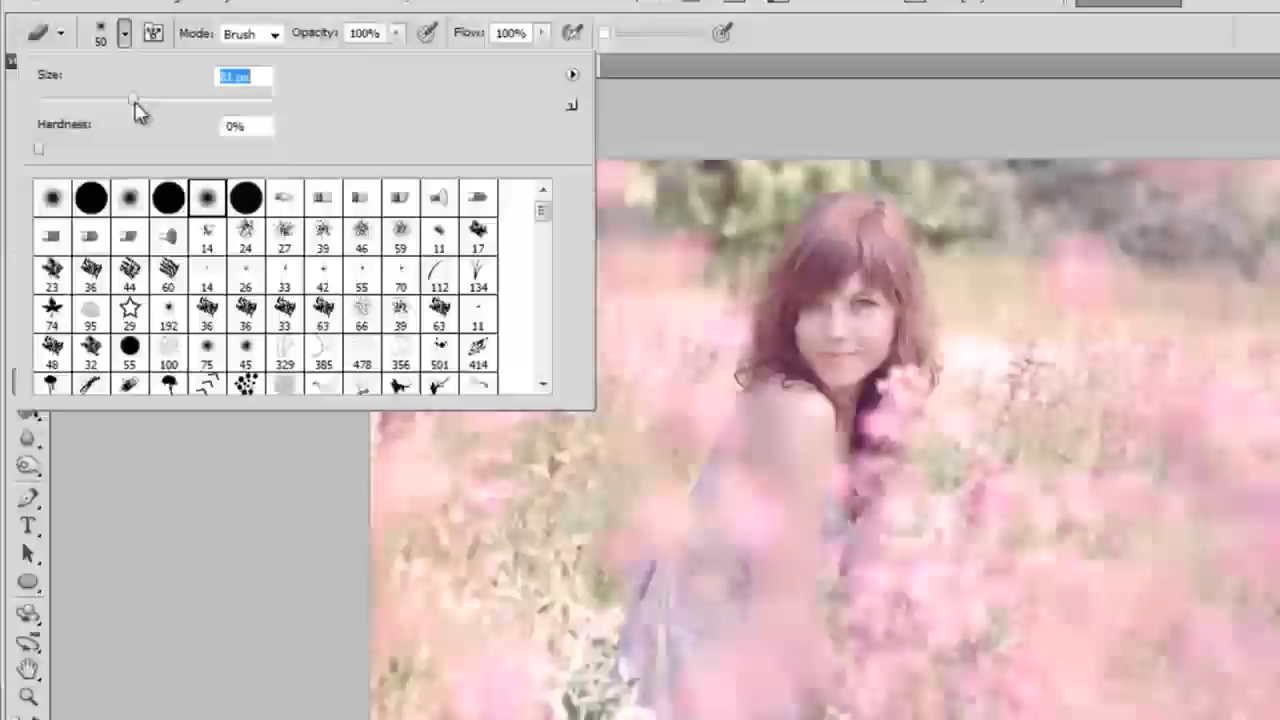 50 Mode: Brush Opacity: 100% Flow: 100%
Size: 81 px
Hardness: 0%
14 24 27 39 46 59 11 17
23 36 44 60 14 26 33 42 55 70 112 134
74 95 29 192 36 36 33 63 66 39 63 11
48 32 55 100 75 45 329 385 478 356 501 414
T